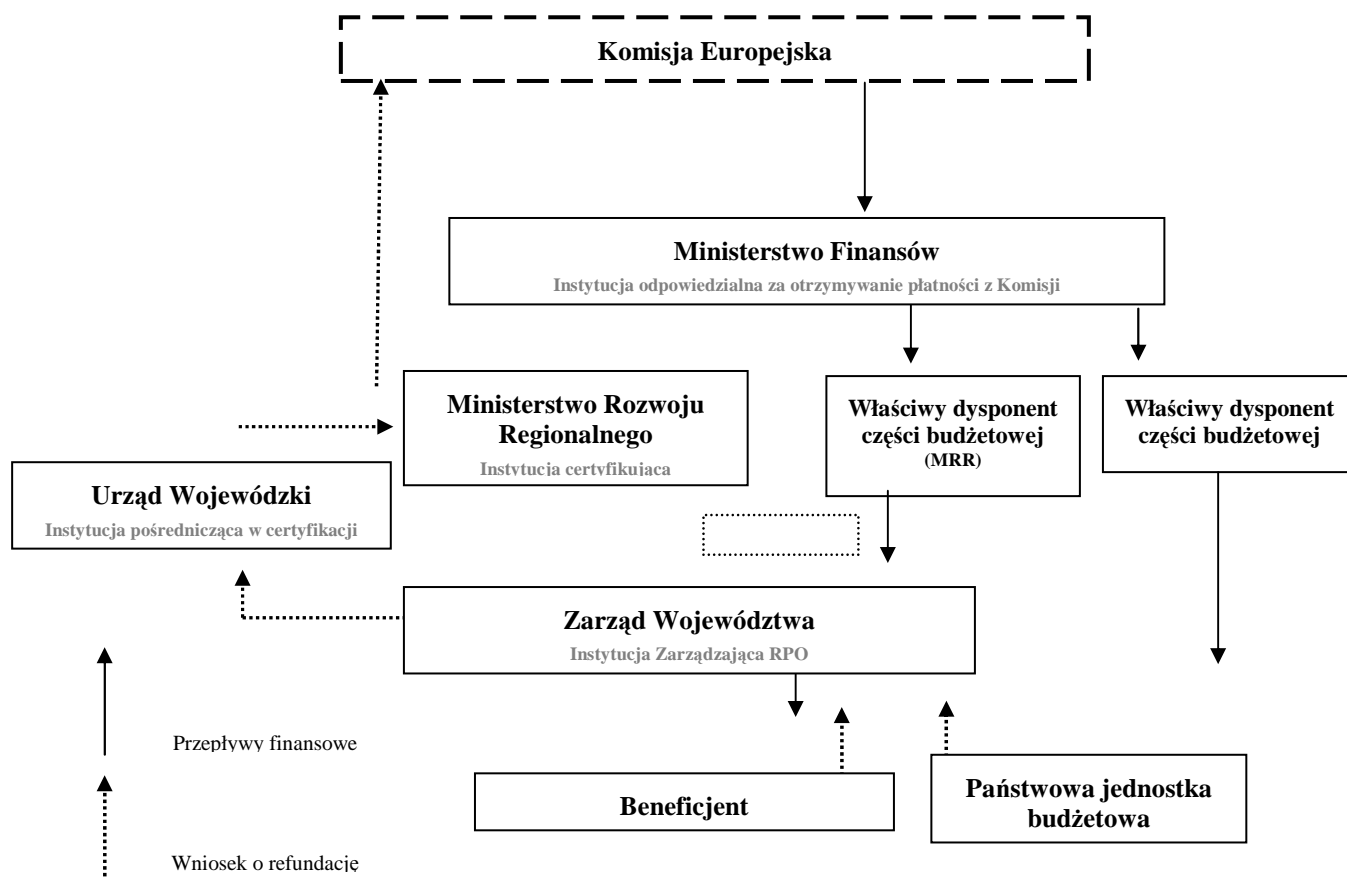 Komisja Europejska
Ministerstwo Finansów
Instytucja odpowiedzialna za otrzymywanie płatności z Komisji
Ministerstwo Rozwoju
Regionalnego
Instytucja certyfikująca
Właściwy dysponent
części budżetowej
(MRR)
Właściwy dysponent
części budżetowej
Urząd Wojewódzki
Instytucja pośrednicząca w certyfikacji
Zarząd Województwa
Instytucja Zarządzająca RPO
Przepływy finansowe
Beneficjent
Państwowa jednostka
budżetowa
Wniosek o refundację